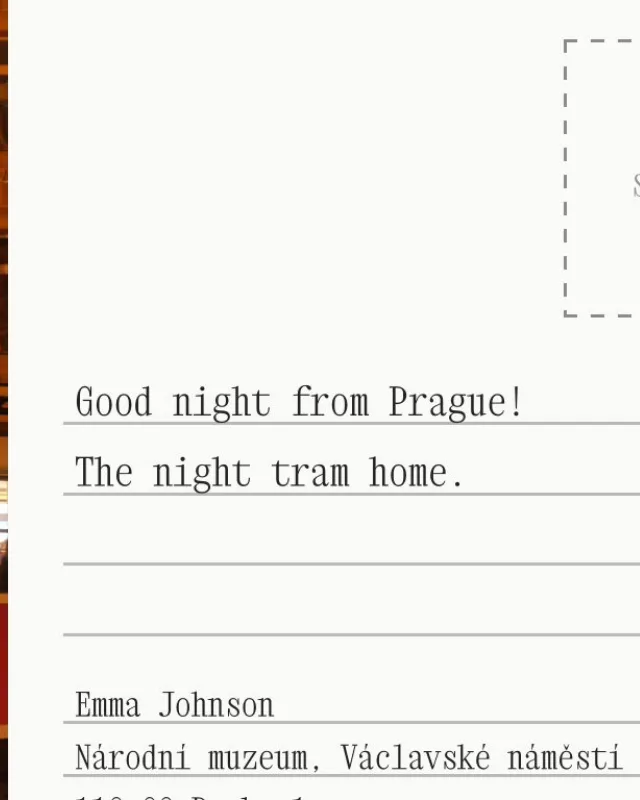 Good night from Prague!
The night tram home.
Emma Johnson
Národní muzeum, Václavské náměstí